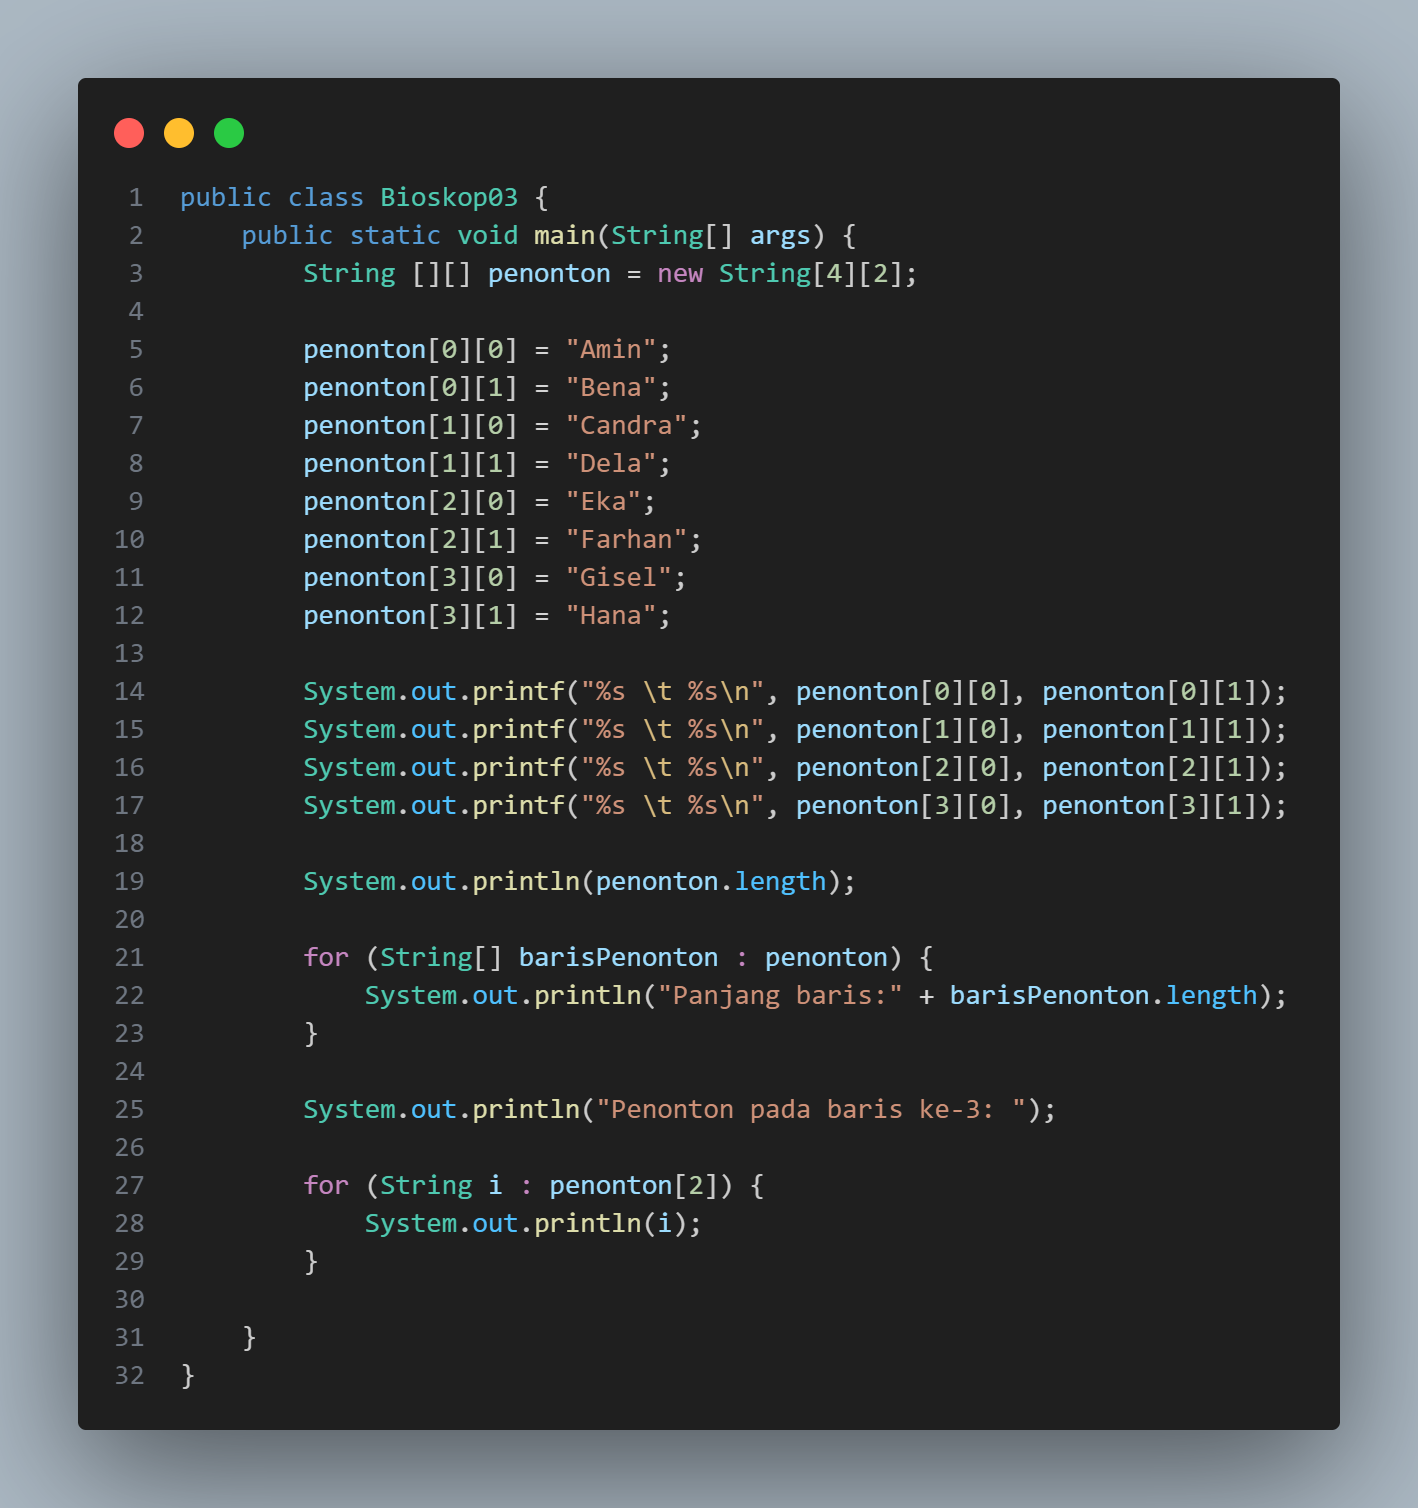 1 public class Bioskop03 {
2     public static void main(String[] args) {
3         String [][] penonton = new String[4][2];
4
5         penonton[0][0] = "Amin";
6         penonton[0][1] = "Bena";
7         penonton[1][0] = "Candra";
8         penonton[1][1] = "Dela";
9         penonton[2][0] = "Eka";
10         penonton[2][1] = "Farhan";
11         penonton[3][0] = "Gisel";
12         penonton[3][1] = "Hana";
13
14         System.out.printf("%s \t %s\n", penonton[0][0], penonton[0][1]);
15         System.out.printf("%s \t %s\n", penonton[1][0], penonton[1][1]);
16         System.out.printf("%s \t %s\n", penonton[2][0], penonton[2][1]);
17         System.out.printf("%s \t %s\n", penonton[3][0], penonton[3][1]);
18
19         System.out.println(penonton.length);
20
21         for (String[] barisPenonton : penonton) {
22             System.out.println("Panjang baris:" + barisPenonton.length);
23         }
24
25         System.out.println("Penonton pada baris ke-3: ");
26
27         for (String i : penonton[2]) {
28             System.out.println(i);
29         }
30
31     }
32 }